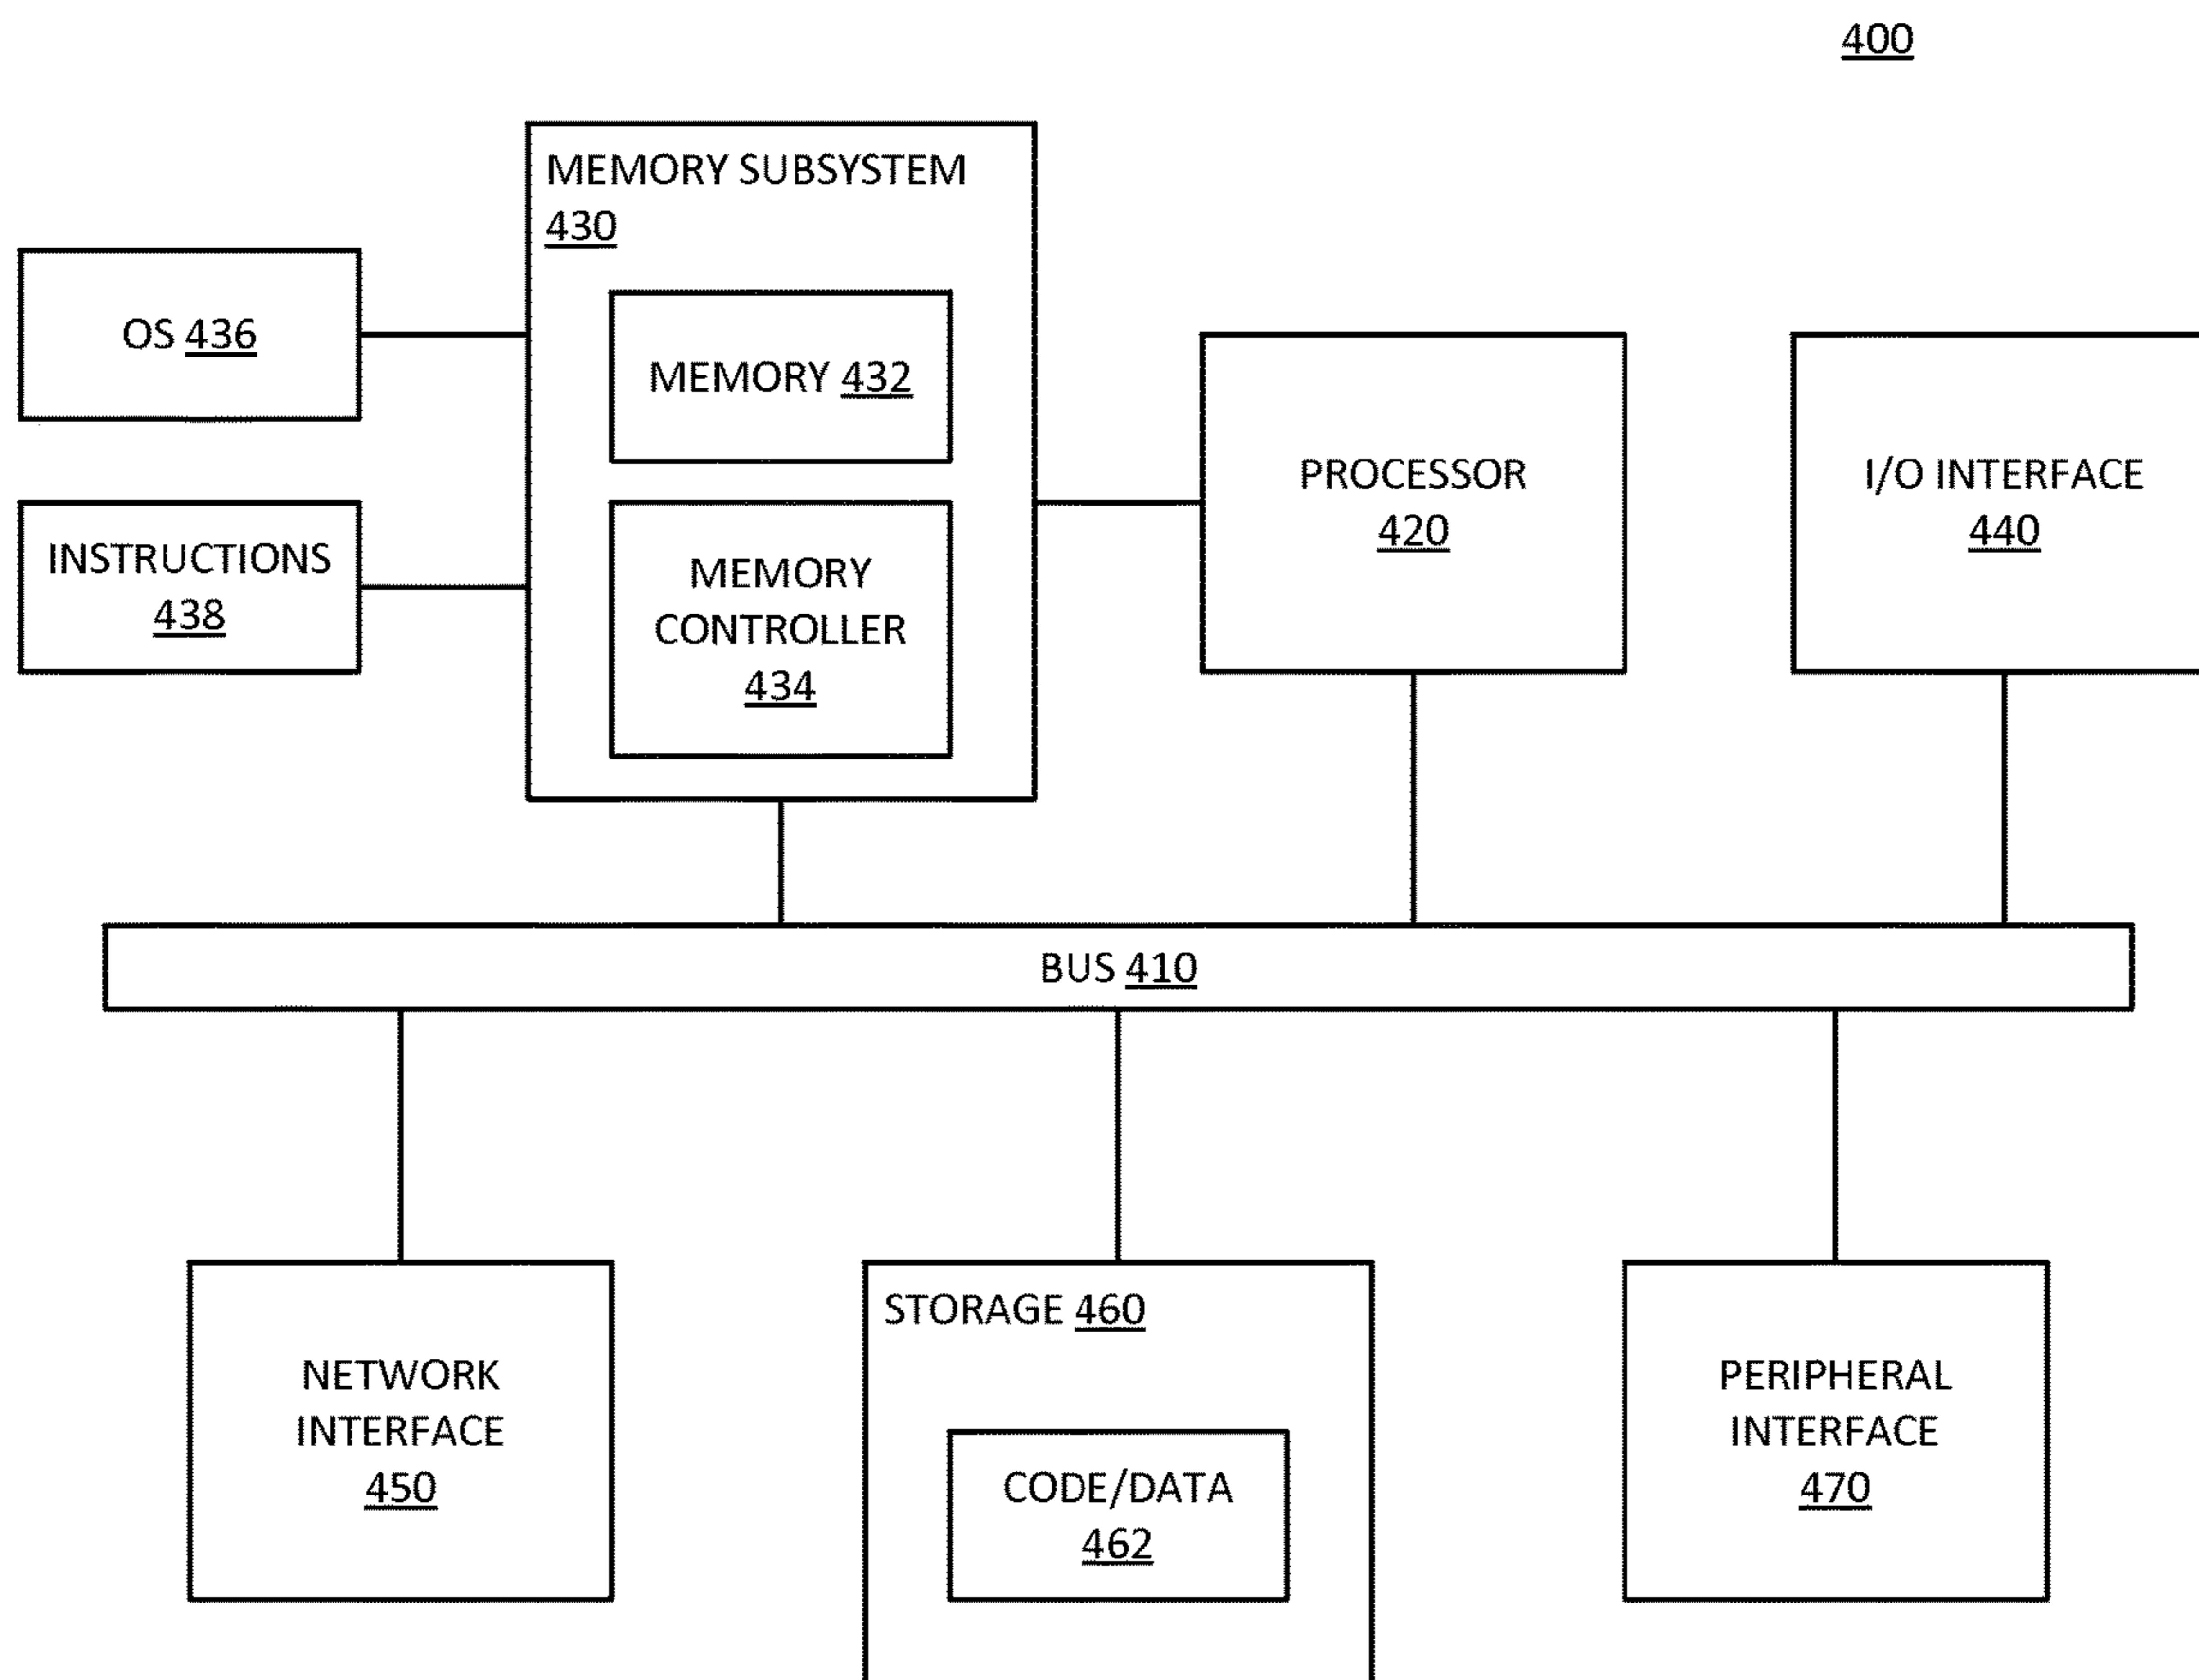 400
MEMORY SUBSYSTEM
430
OS 436
MEMORY 432
INSTRUCTIONS
438
MEMORY
CONTROLLER
434
PROCESSOR
420
I/O INTERFACE
440
BUS 410
NETWORK
INTERFACE
450
STORAGE 460
CODE/DATA
462
PERIPHERAL
INTERFACE
470